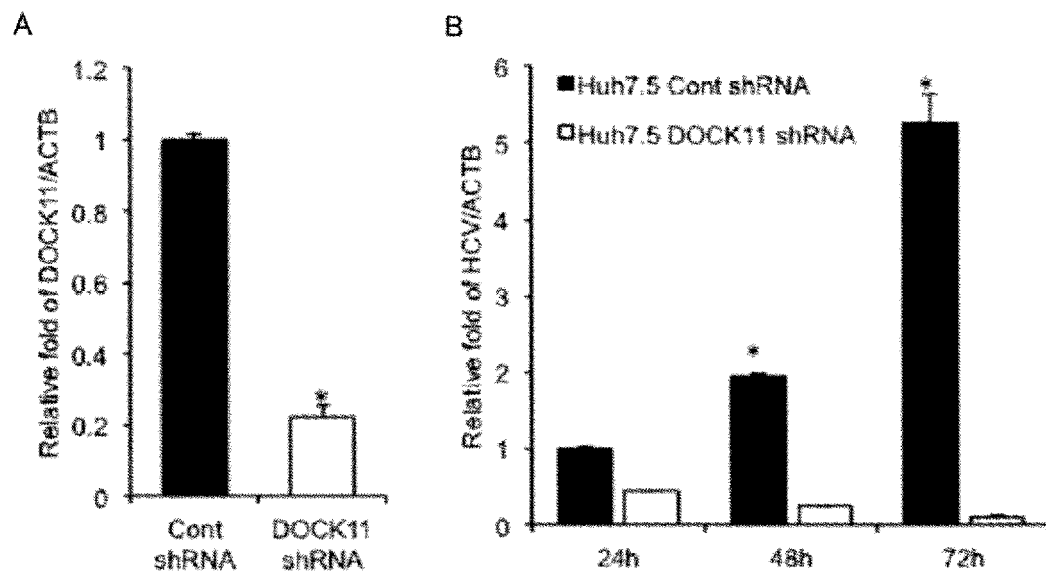 A
Relative fold of DOCK11/ACTB
1.2
1
0.8
0.6
0.4
0.2
0
*
Cont
shRNA
DOCK11
shRNA
B
Relative fold of HCV/ACTB
6
5
4
3
2
1
0
Huh7.5 Cont shRNA
Huh7.5 DOCK11 shRNA
*
*
24h
48h
72h